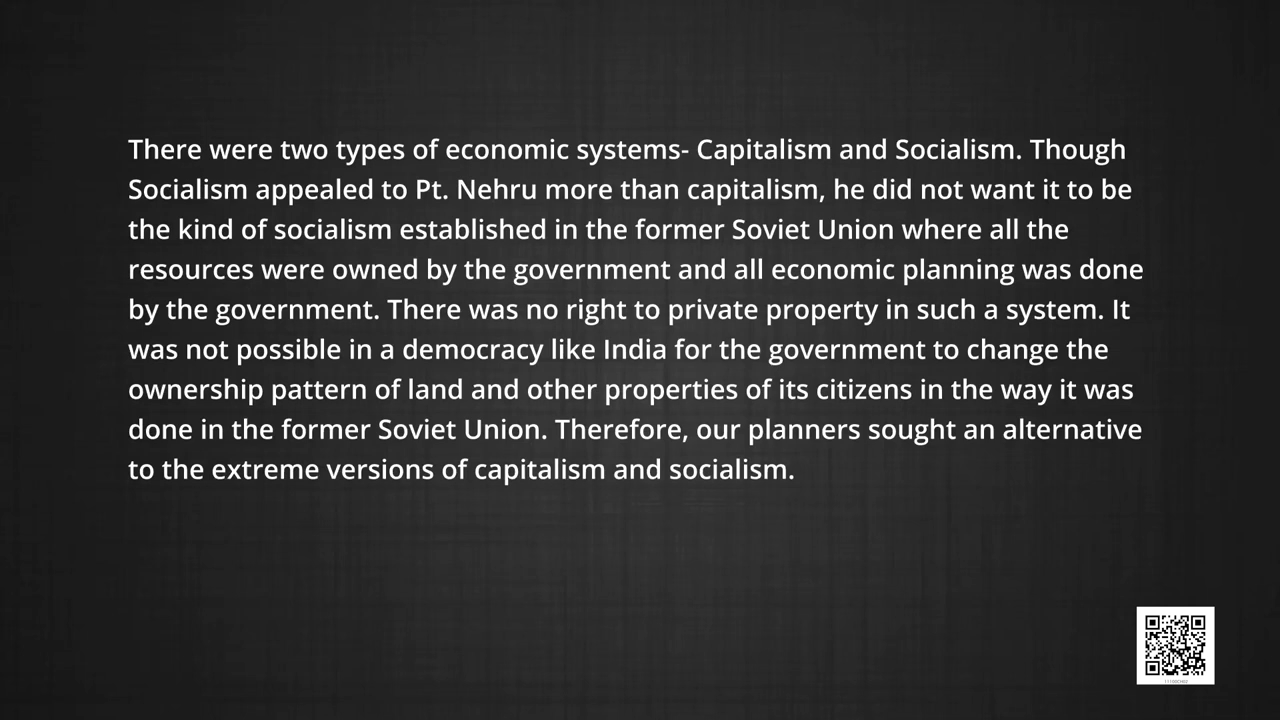 There were two types of economic systems- Capitalism and Socialism. Though
Socialism appealed to Pt. Nehru more than capitalism, he did not want it to be
the kind of socialism established in the former Soviet Union where all the
resources were owned by the government and all economic planning was done
by the government. There was no right to private property in such a system. It
was not possible in a democracy like India for the government to change the
ownership pattern of land and other properties of its citizens in the way it was
done in the former Soviet Union. Therefore, our planners sought an alternative
to the extreme versions of capitalism and socialism.